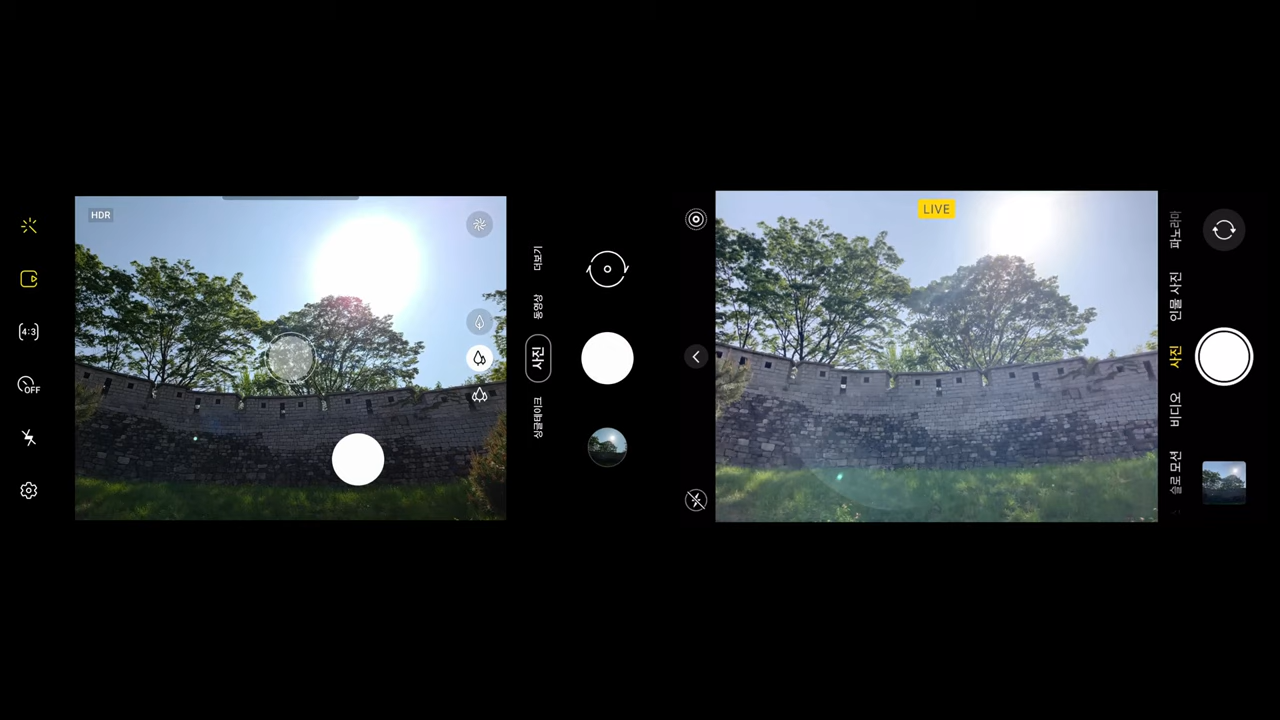 HDR
4:3
OFF
더보기
동영상
사진
싱글테이크
LIVE
파노라마
인물 사진
사진
비디오
슬로 모션